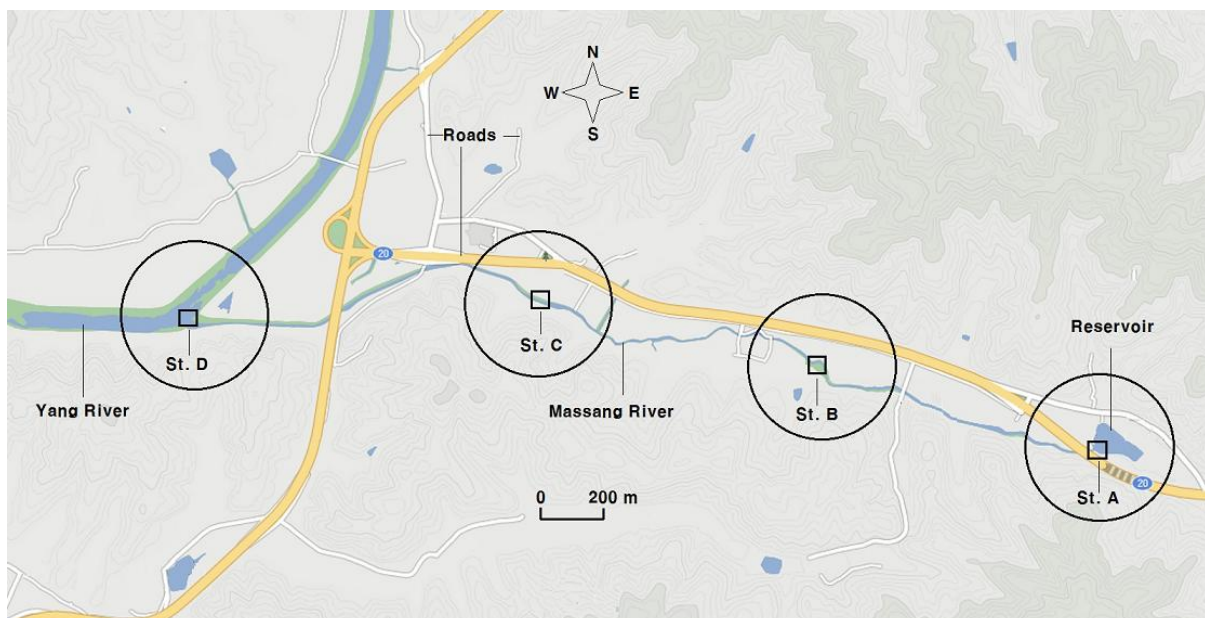 N
W E
S
Roads
20
Reservoir
St. C
St. D
St. B
Yang River
Massang River
0 200 m
20
St. A